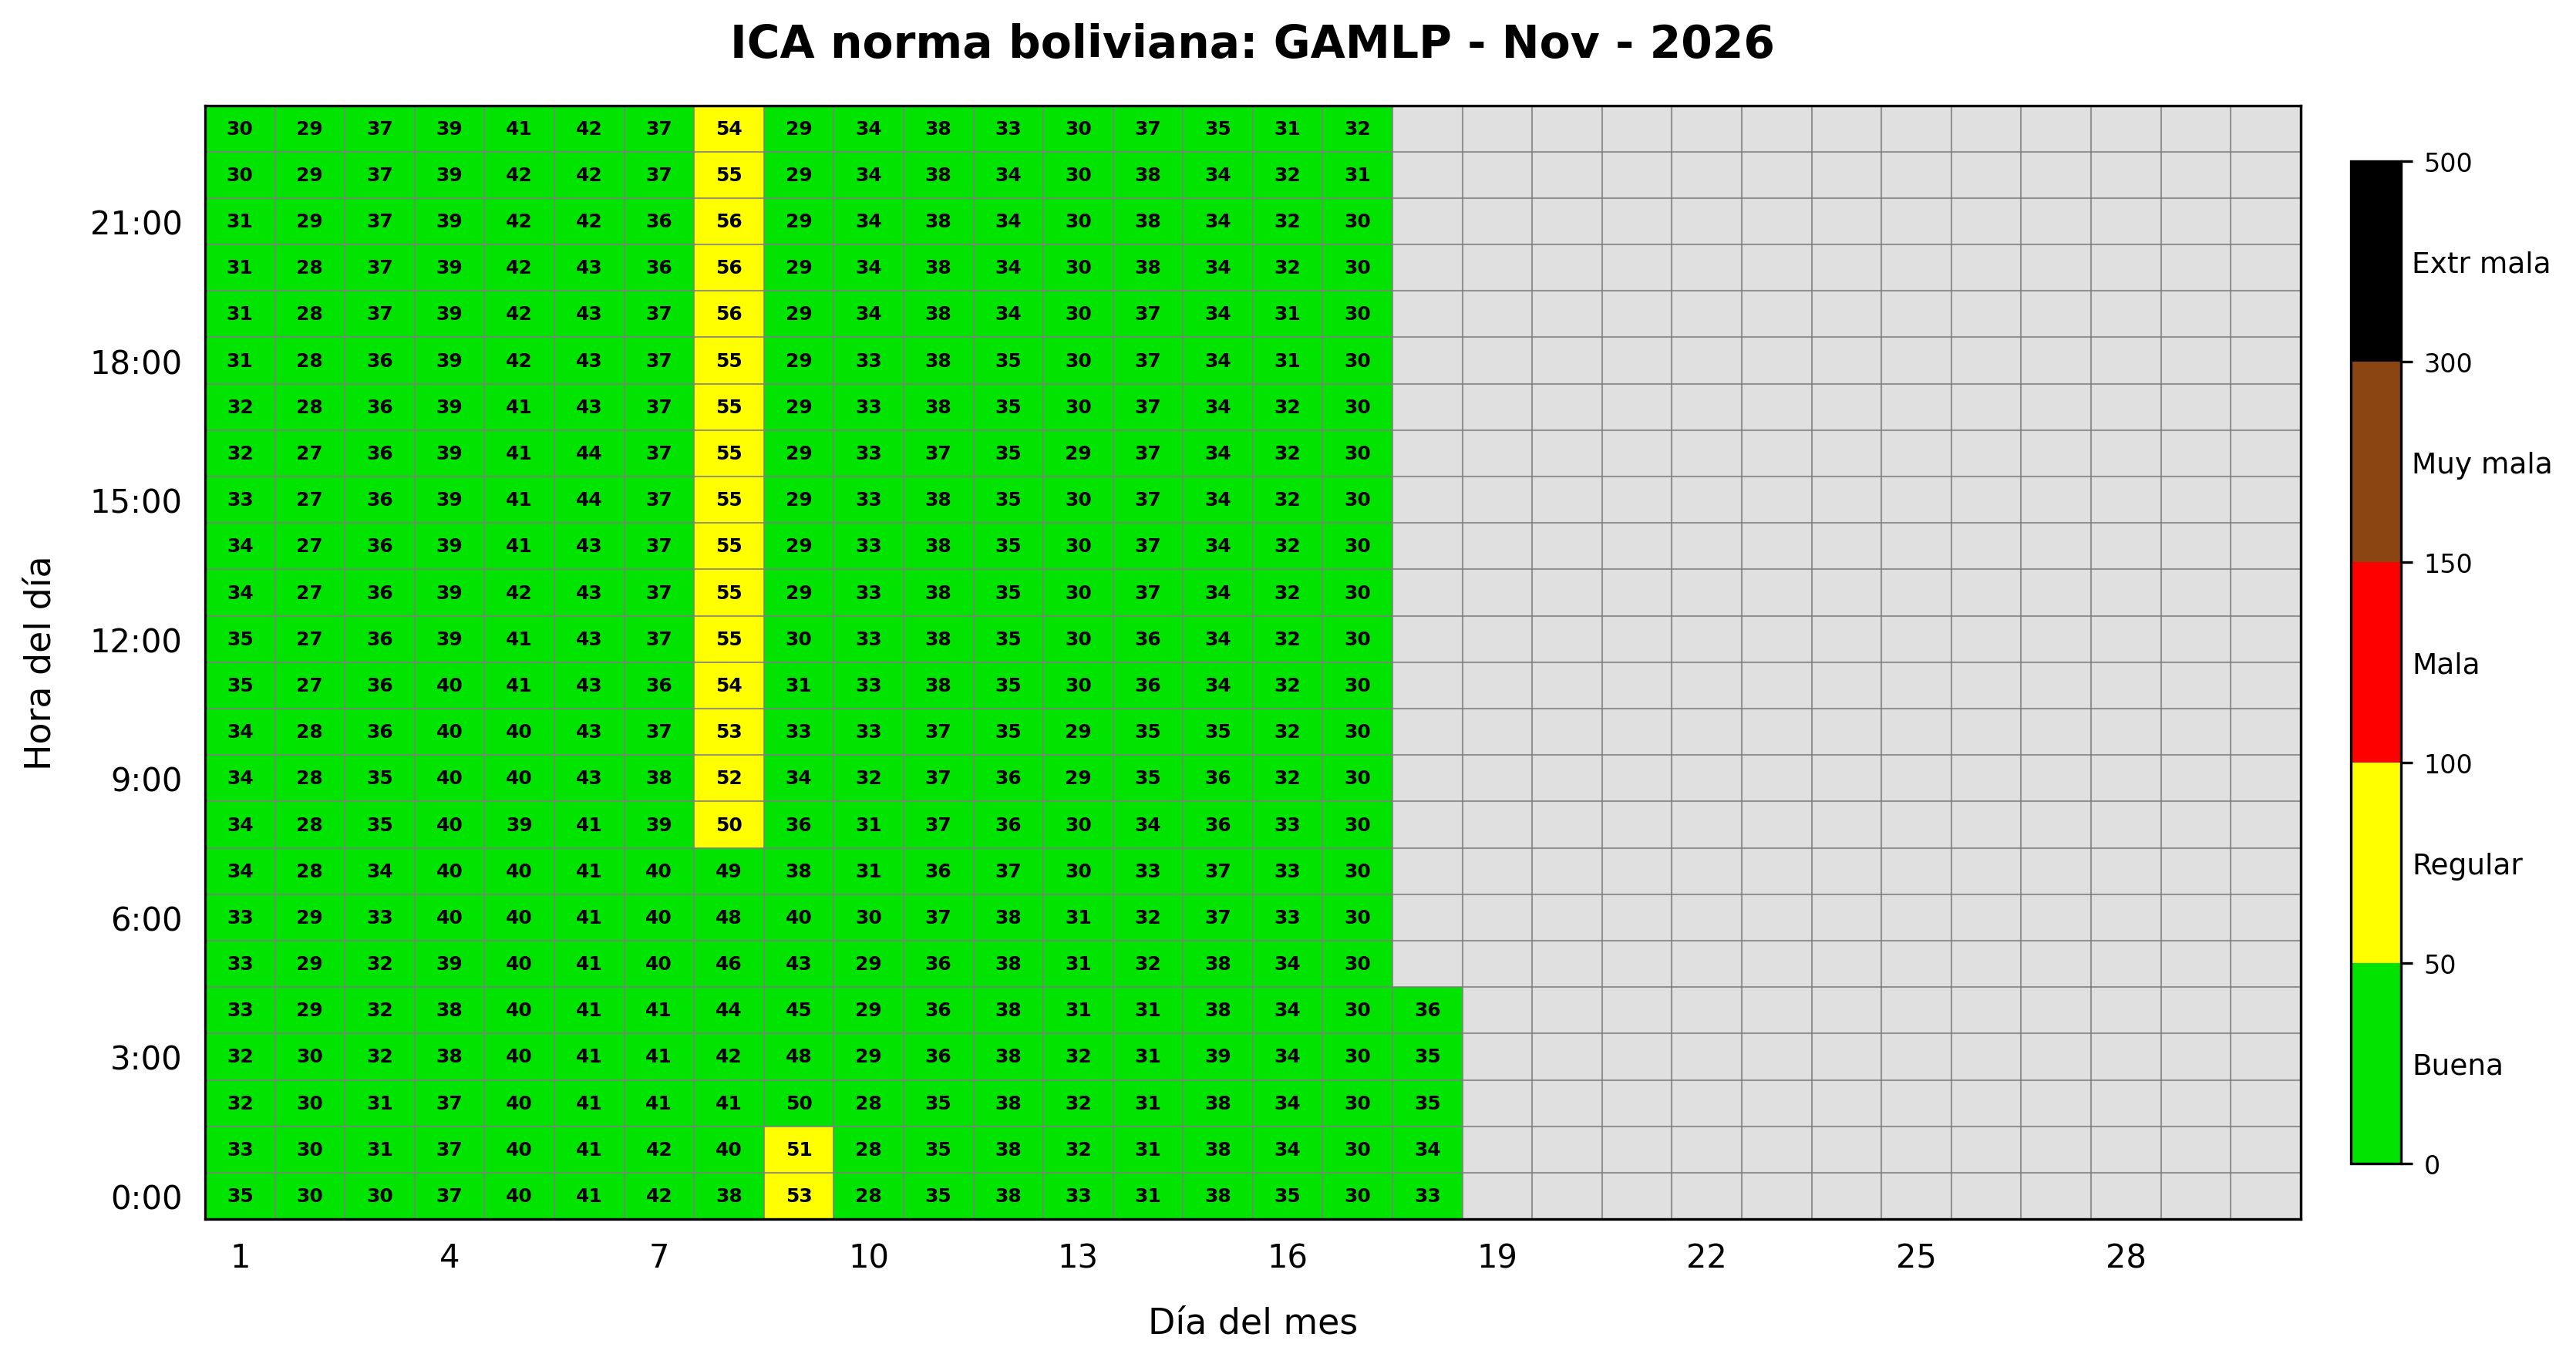 ICA norma boliviana: GAMLP - Nov - 2026
30 29 37 39 41 42 37 54 29 34 38 33 30 37 35 31 32
30 29 37 39 42 42 37 55 29 34 38 34 30 38 34 32 31
21:00 31 29 37 39 42 42 36 56 29 34 38 34 30 38 34 32 30
31 28 37 39 42 43 36 56 29 34 38 34 30 38 34 32 30
31 28 37 39 42 43 37 56 29 34 38 34 30 37 34 31 30
18:00 31 28 36 39 42 43 37 55 29 33 38 35 30 37 34 31 30
32 28 36 39 41 43 37 55 29 33 38 35 30 37 34 32 30
32 27 36 39 41 44 37 55 29 33 37 35 29 37 34 32 30
15:00 33 27 36 39 41 44 37 55 29 33 38 35 30 37 34 32 30
34 27 36 39 41 43 37 55 29 33 38 35 30 37 34 32 30
34 27 36 39 42 43 37 55 29 33 38 35 30 37 34 32 30
12:00 35 27 36 39 41 43 37 55 30 33 38 35 30 36 34 32 30
35 27 36 40 41 43 36 54 31 33 38 35 30 36 34 32 30
34 28 36 40 40 43 37 53 33 33 37 35 29 35 35 32 30
9:00 34 28 35 40 40 43 38 52 34 32 37 36 29 35 36 32 30
34 28 35 40 39 41 39 50 36 31 37 36 30 34 36 33 30
34 28 34 40 40 41 40 49 38 31 36 37 30 33 37 33 30
6:00 33 29 33 40 40 41 40 48 40 30 37 38 31 32 37 33 30
33 29 32 39 40 41 40 46 43 29 36 38 31 32 38 34 30
33 29 32 38 40 41 41 44 45 29 36 38 31 31 38 34 30 36
3:00 32 30 32 38 40 41 41 42 48 29 36 38 32 31 39 34 30 35
32 30 31 37 40 41 41 41 50 28 35 38 32 31 38 34 30 35
33 30 31 37 40 41 42 40 51 28 35 38 32 31 38 34 30 34
0:00 35 30 30 37 40 41 42 38 53 28 35 38 33 31 38 35 30 33
1 4 7 10 13 16 19 22 25 28
Día del mes
Hora del día
500
Extr mala
300
Muy mala
150
Mala
100
Regular
50
Buena
0